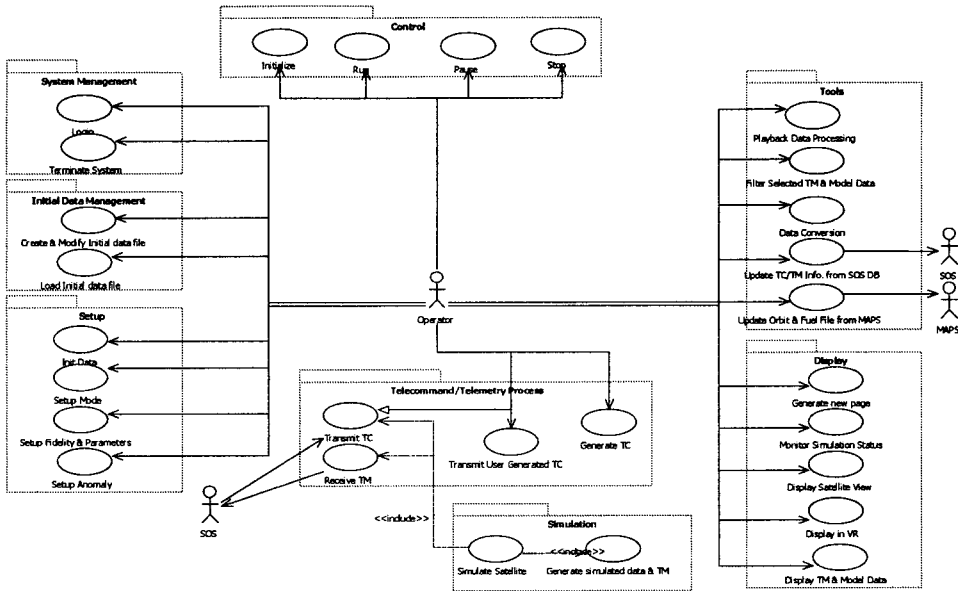 Control
Initialize
Run
Pause
Stop
System Management
Login
Terminate System
Initial Data Management
Create & Modify Initial data file
Load Initial data file
Setup
Init Data
Setup Mode
Setup Fidelity & Parameters
Setup Anomaly
Operator
Tools
Playback Data Processing
Filter Selected TM & Model Data
Data Conversion
Update TC/TM Info. from SOS DB
Update Orbit & Fuel File from MAPS
SOS
MAPS
Display
Generate new page
Monitor Simulation Status
Display Satellite View
Display in VR
Display TM & Model Data
Telecommand/Telemetry Process
Transmit TC
Receive TM
Transmit User Generated TC
Generate TC
SOS
<<include>>
Simulation
Simulate Satellite
<<include>>
Generate simulated data & TM